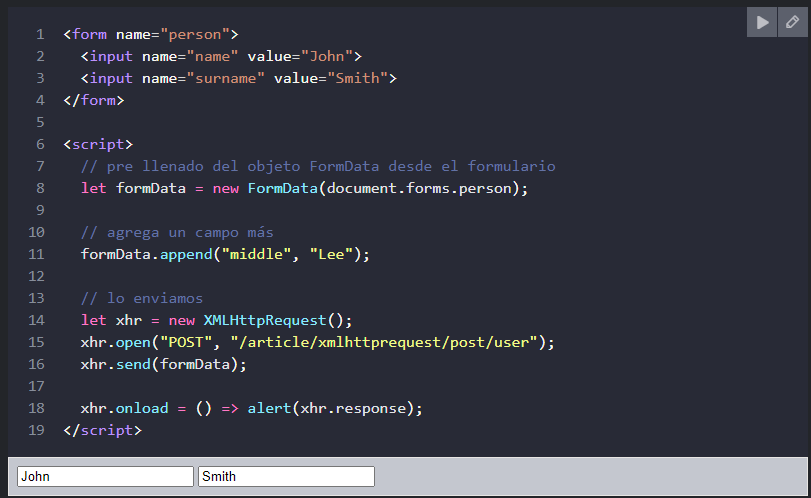 1 <form name="person">
2   <input name="name" value="John">
3   <input name="surname" value="Smith">
4 </form>
5
6 <script>
7   // pre llenado del objeto FormData desde el formulario
8   let formData = new FormData(document.forms.person);
9
10   // agrega un campo más
11   formData.append("middle", "Lee");
12
13   // lo enviamos
14   let xhr = new XMLHttpRequest();
15   xhr.open("POST", "/article/xmlhttprequest/post/user");
16   xhr.send(formData);
17
18   xhr.onload = () => alert(xhr.response);
19 </script>
John Smith